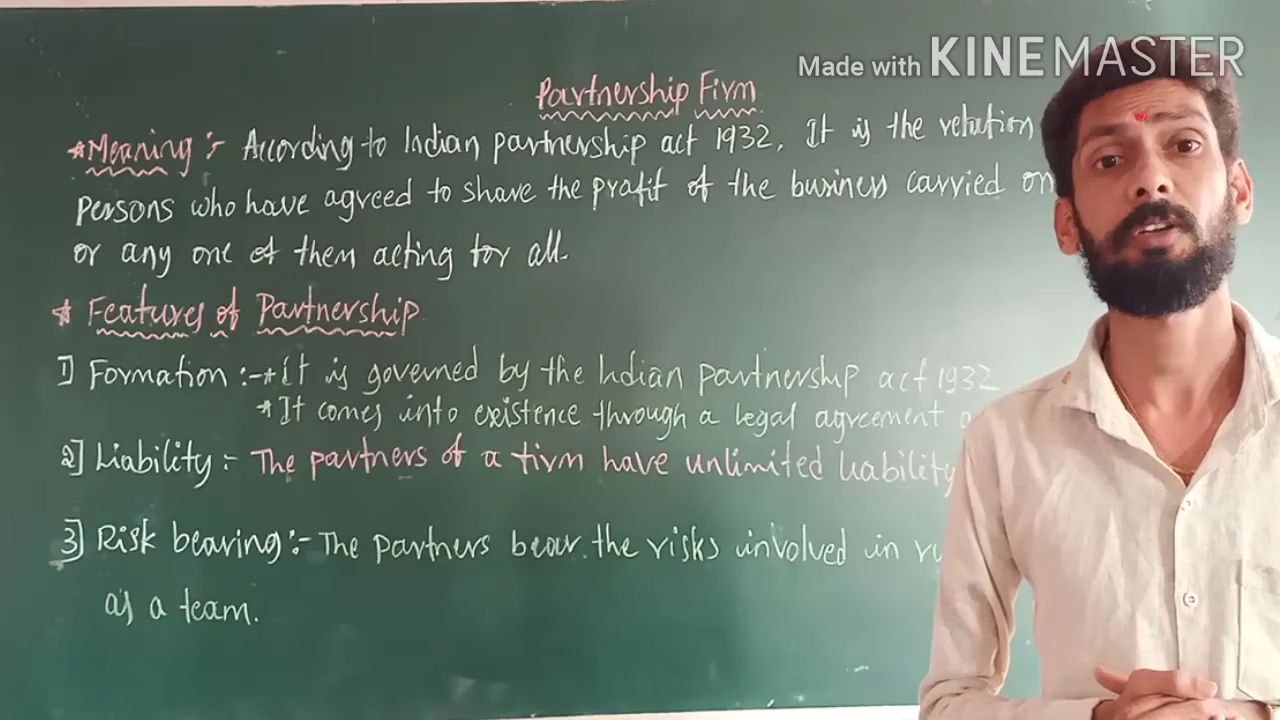 Made with KINEMASTER
Partnership Firm
* Meaning :- According to Indian partnership act 1932, It is the relation
persons who have agreed to share the profit of the business carried on
or any one of them acting for all.
* Features of Partnership
1] Formation :- * It is governed by the Indian partnership act 1932
* It comes into existence through a legal agreement
2] Liability :- The partners of a firm have unlimited liability
3] Risk bearing :- The partners bear the risks involved in
as a team.